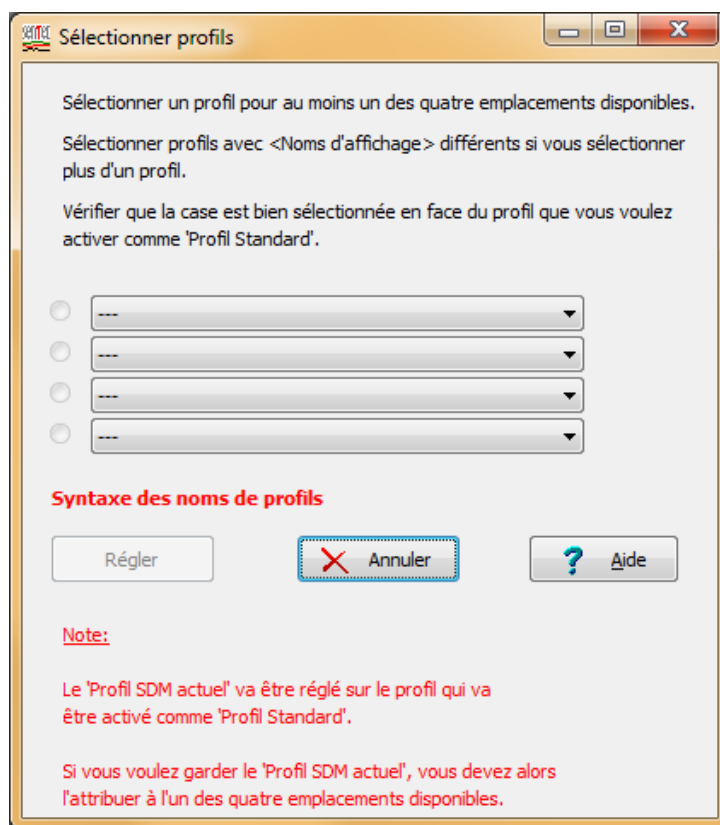 sentec
Sélectionner profils
Sélectionner un profil pour au moins un des quatre emplacements disponibles.
Sélectionner profils avec <Noms d'affichage> différents si vous sélectionner
plus d'un profil.
Vérifier que la case est bien sélectionnée en face du profil que vous voulez
activer comme 'Profil Standard'.
---
---
---
---
Syntaxe des noms de profils
Régler
Annuler
? Aide
Note:
Le 'Profil SDM actuel' va être réglé sur le profil qui va
être activé comme 'Profil Standard'.
Si vous voulez garder le 'Profil SDM actuel', vous devez alors
l'attribuer à l'un des quatre emplacements disponibles.